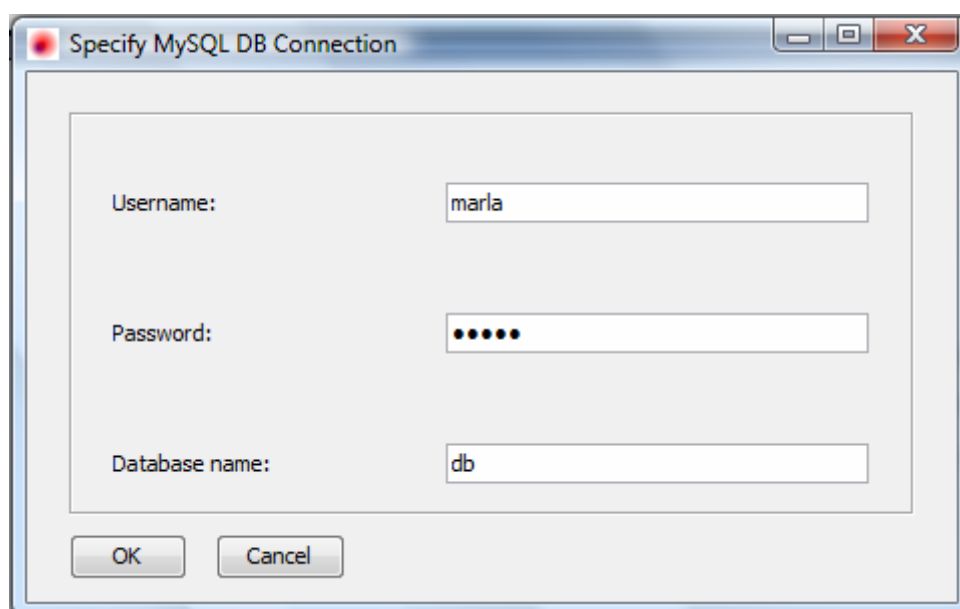 Specify MySQL DB Connection
Username: marla
Password: •••••
Database name: db
OK Cancel